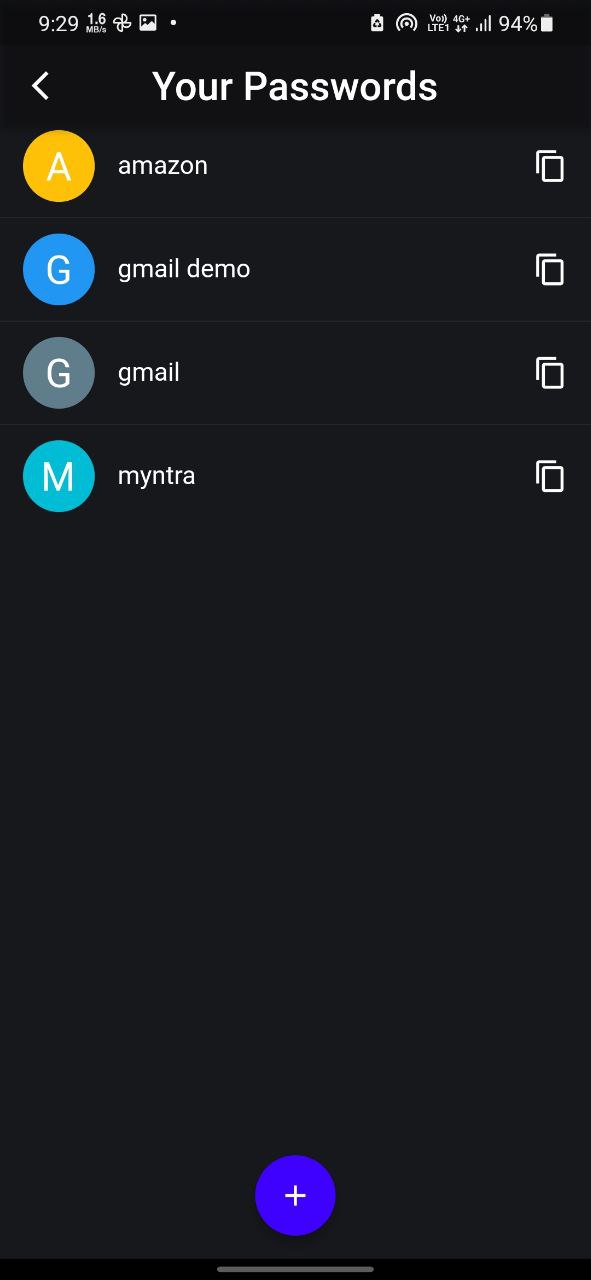 9:29 1.6 MB/s Vo)) LTE1 4G+ 94%
Your Passwords
A amazon
G gmail demo
G gmail
M myntra
+